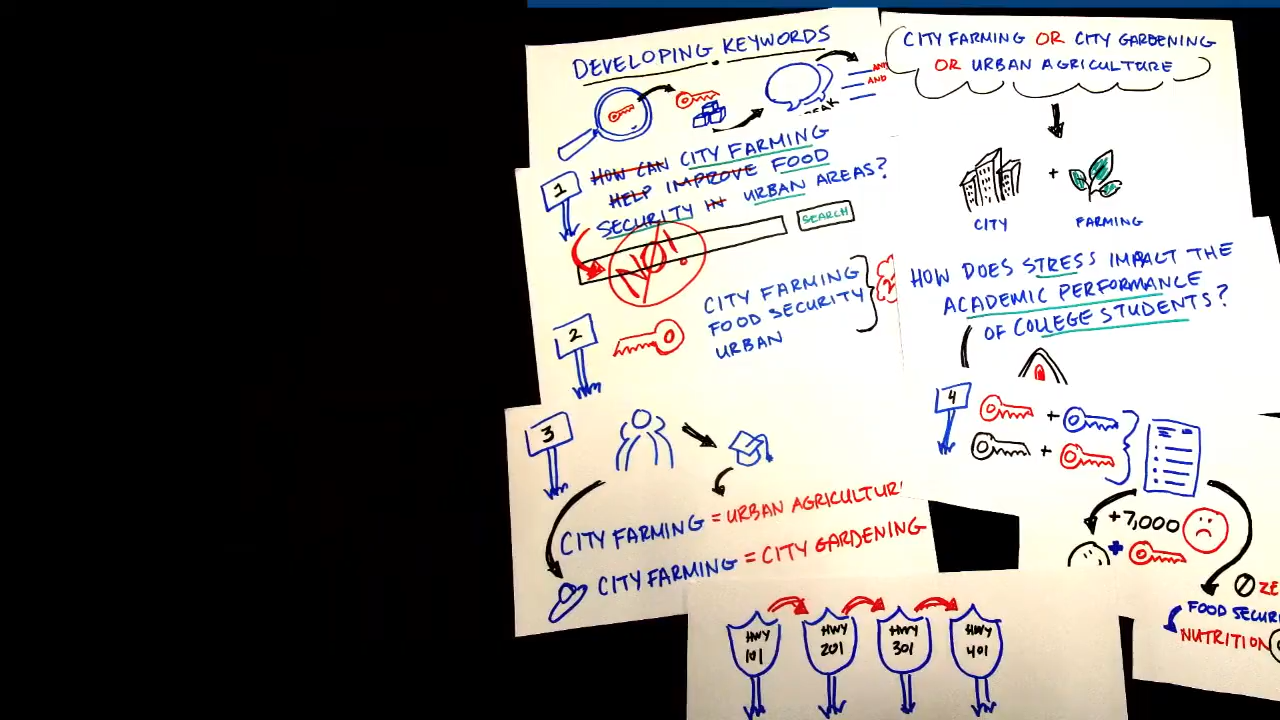 DEVELOPING KEYWORDS
AND
1
HOW CAN CITY FARMING
HELP IMPROVE FOOD
SECURITY IN URBAN AREAS?
SEARCH
NO!
2
CITY FARMING
FOOD SECURITY
URBAN
3
CITY FARMING = URBAN AGRICULTUR
CITY FARMING = CITY GARDENING
CITY FARMING OR CITY GARDENING
OR URBAN AGRICULTURE
+
CITY
FARMING
HOW DOES STRESS IMPACT THE
ACADEMIC PERFORMANCE
OF COLLEGE STUDENTS?
4
+
+
+7,000
+
ZE
FOOD SECUR
NUTRITION
HWY
101
HWY
201
HWY
301
HWY
401